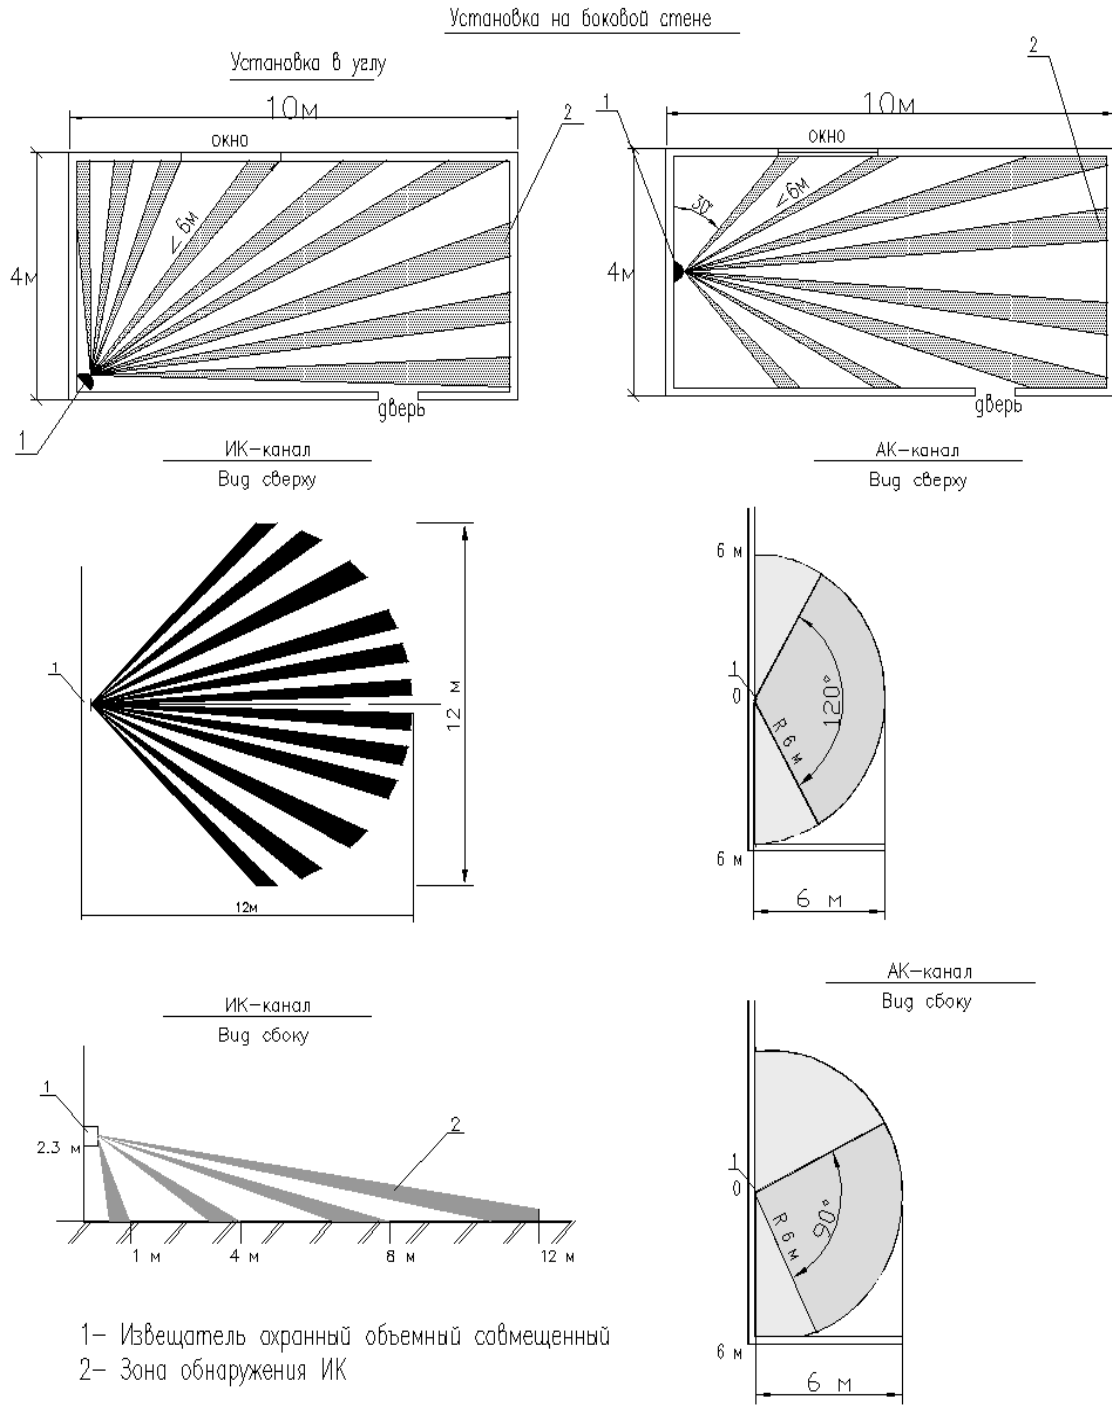 Установка на боковой стене
Установка в углу
10м
окно
2
< 6м
4м
дверь
1
1
10м
окно
2
30°
< 6м
4м
дверь
ИК-канал
Вид сверху
1
12 м
12м
АК-канал
Вид сверху
6 м
1
0
120°
R 6 м
6 м
6 м
ИК-канал
Вид сбоку
1
2.3 м
2
1 м
4 м
8 м
12 м
АК-канал
Вид сбоку
1
0
90°
R 6 м
6 м
6 м
1- Извещатель охранный объемный совмещенный
2- Зона обнаружения ИК